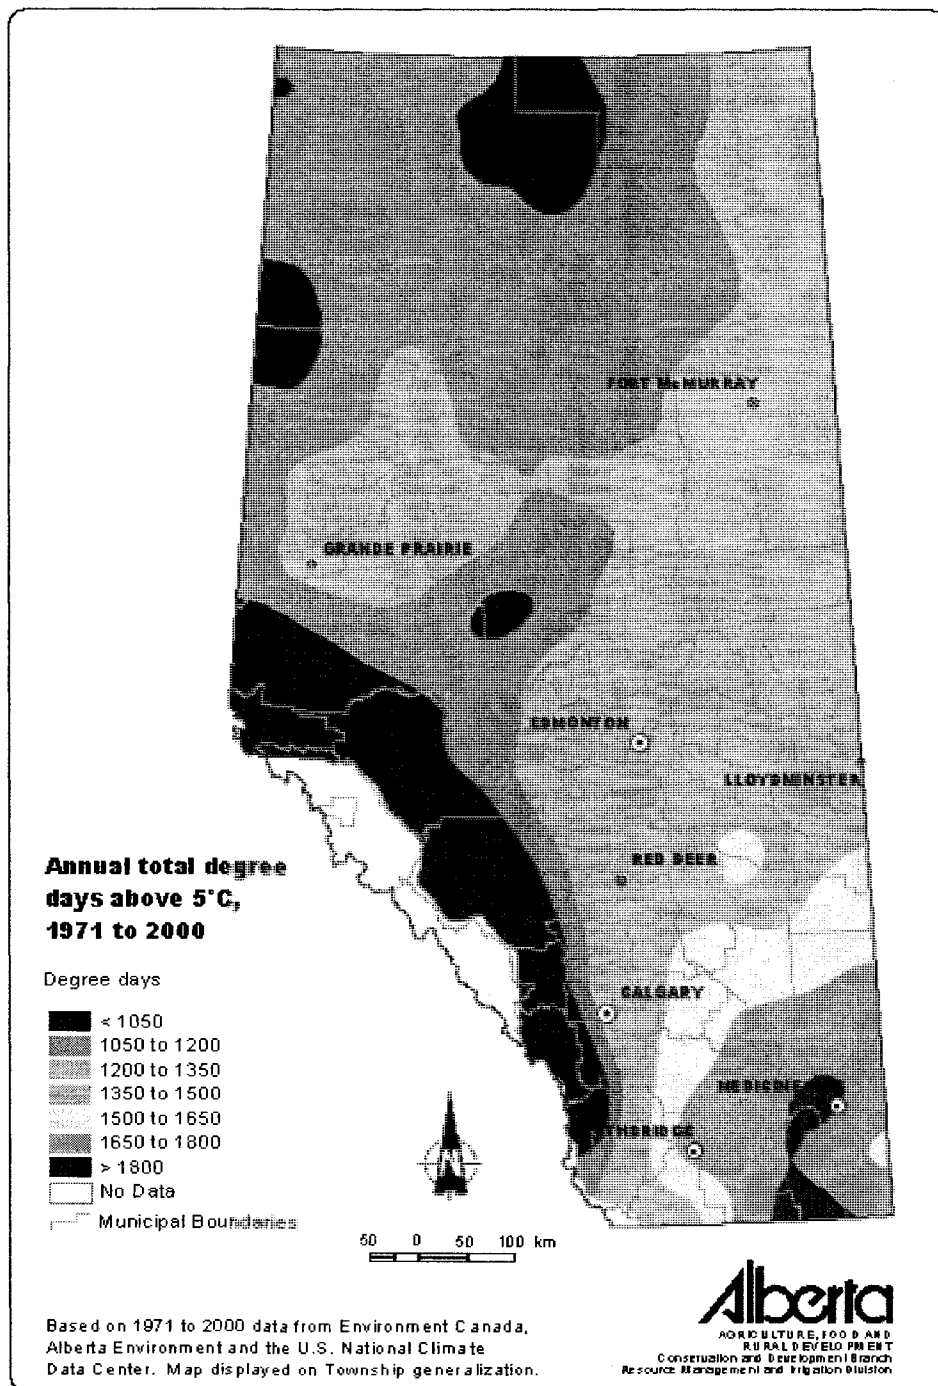 FORT McMURRAY
GRANDE PRAIRIE
EDMONTON
LLOYDMINSTER
RED DEER
CALGARY
MEDICINE
THBRIDGE
Annual total degree
days above 5°C,
1971 to 2000
Degree days
< 1050
1050 to 1200
1200 to 1350
1350 to 1500
1500 to 1650
1650 to 1800
> 1800
No Data
Municipal Boundaries
N
50 0 50 100 km
Based on 1971 to 2000 data from Environment Canada,
Alberta Environment and the U.S. National Climate
Data Center. Map displayed on Township generalization.
Alberta
AGRICULTURE, FOOD AND
RURAL DEVELOPMENT
Conservation and Development Branch
Resource Management and Irrigation Division